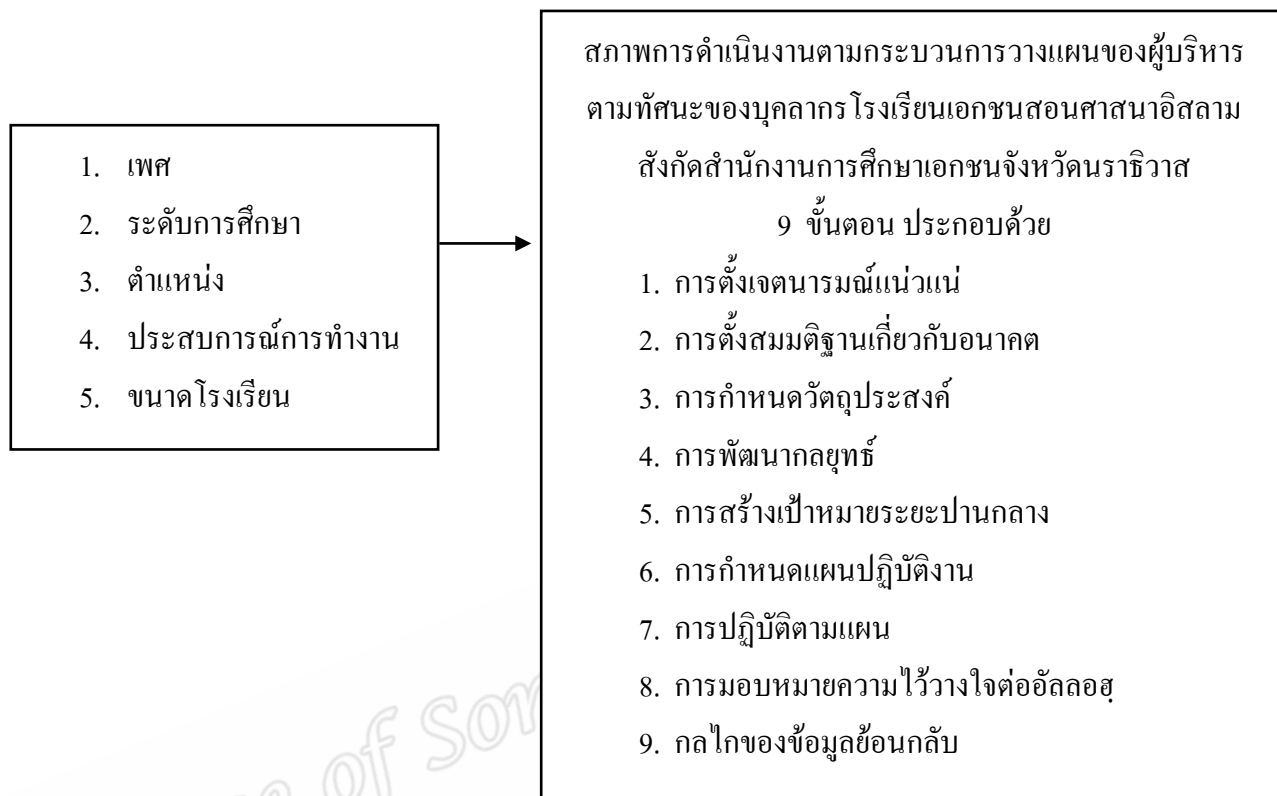 1. เพศ
2. ระดับการศึกษา
3. ตำแหน่ง
4. ประสบการณ์การทำงาน
5. ขนาดโรงเรียน
สภาพการดำเนินงานตามกระบวนการวางแผนของผู้บริหาร
ตามทัศนะของบุคลากรโรงเรียนเอกชนสอนศาสนาอิสลาม
สังกัดสำนักงานการศึกษาเอกชนจังหวัดนราธิวาส
9 ขั้นตอน ประกอบด้วย
1. การตั้งเจตนารมณ์แน่วแน่
2. การตั้งสมมติฐานเกี่ยวกับอนาคต
3. การกำหนดวัตถุประสงค์
4. การพัฒนากลยุทธ์
5. การสร้างเป้าหมายระยะปานกลาง
6. การกำหนดแผนปฏิบัติงาน
7. การปฏิบัติตามแผน
8. การมอบหมายความไว้วางใจต่ออัลลอฮฺ
9. กลไกของข้อมูลย้อนกลับ
of